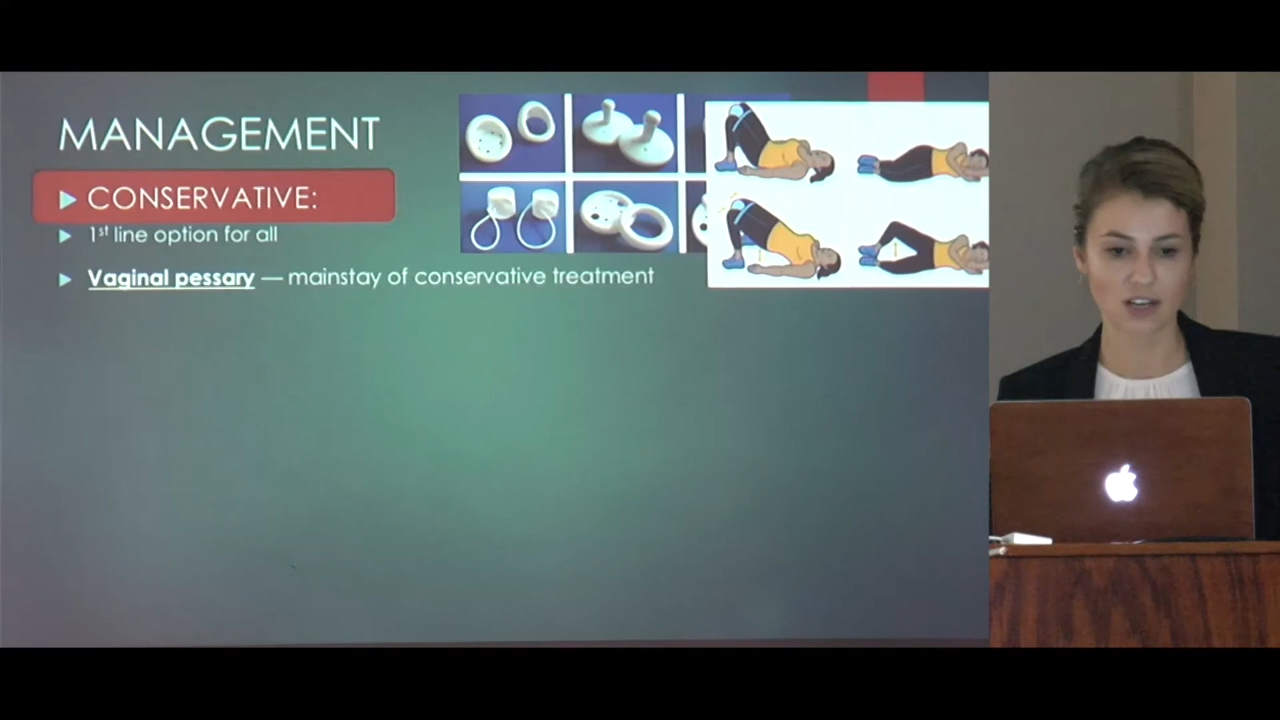 MANAGEMENT
CONSERVATIVE:
1st line option for all
Vaginal pessary — mainstay of conservative treatment